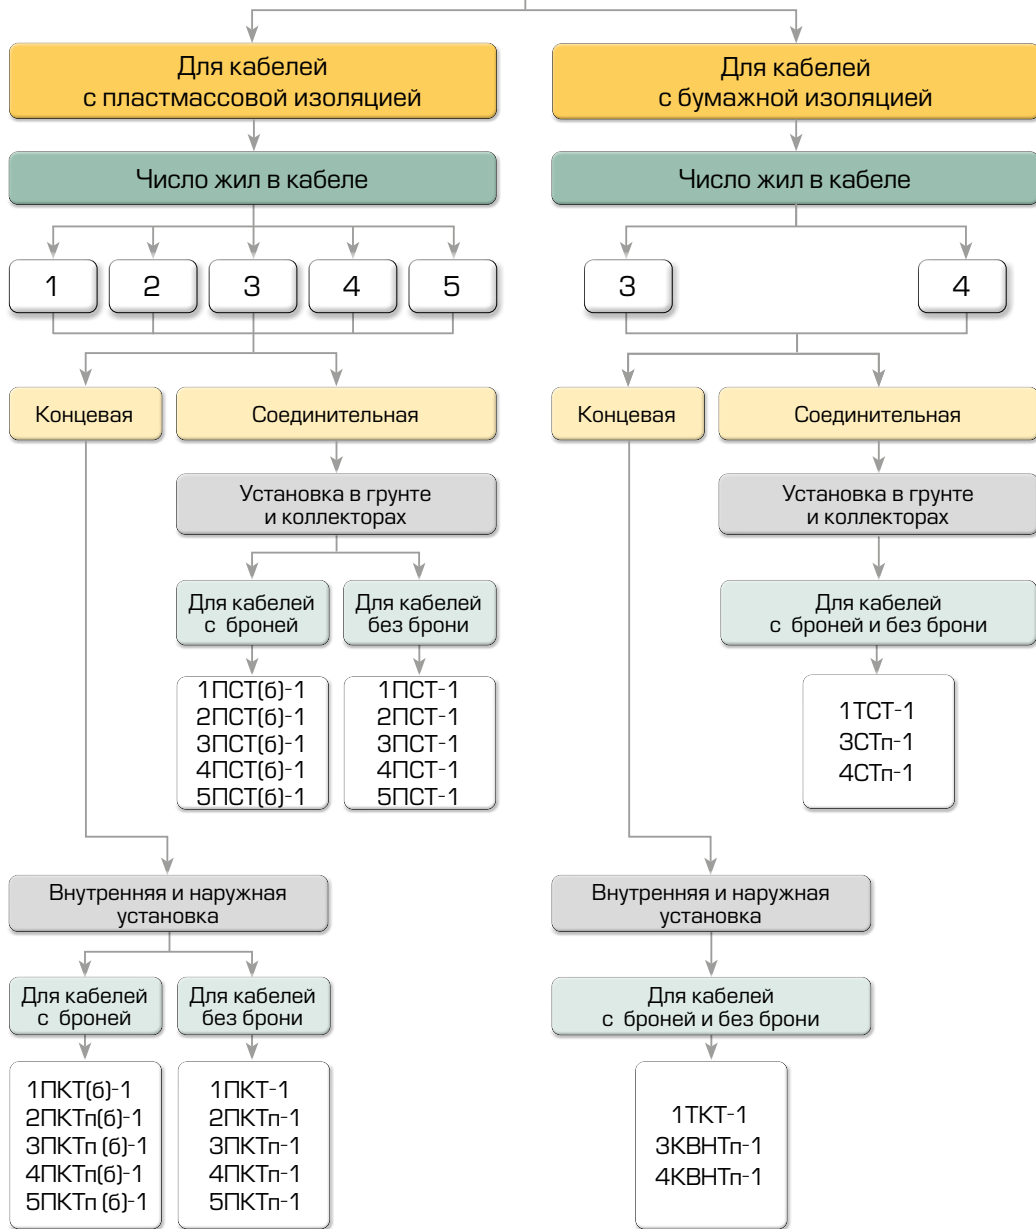 Для кабелей
с пластмассовой изоляцией
Число жил в кабеле
1
2
3
4
5
Концевая
Соединительная
Установка в грунте
и коллекторах
Для кабелей
с броней
Для кабелей
без брони
1ПСТ(б)-1
2ПСТ(б)-1
3ПСТ(б)-1
4ПСТ(б)-1
5ПСТ(б)-1
1ПСТ-1
2ПСТ-1
3ПСТ-1
4ПСТ-1
5ПСТ-1
Внутренняя и наружная
установка
Для кабелей
с броней
Для кабелей
без брони
1ПКТ(б)-1
2ПКТп(б)-1
3ПКТп (б)-1
4ПКТп(б)-1
5ПКТп (б)-1
1ПКТ-1
2ПКТп-1
3ПКТп-1
4ПКТп-1
5ПКТп-1
Для кабелей
с бумажной изоляцией
Число жил в кабеле
3
4
Концевая
Соединительная
Установка в грунте
и коллекторах
Для кабелей
с броней и без брони
1ТСТ-1
3СТп-1
4СТп-1
Внутренняя и наружная
установка
Для кабелей
с броней и без брони
1ТКТ-1
3КВНТп-1
4КВНТп-1